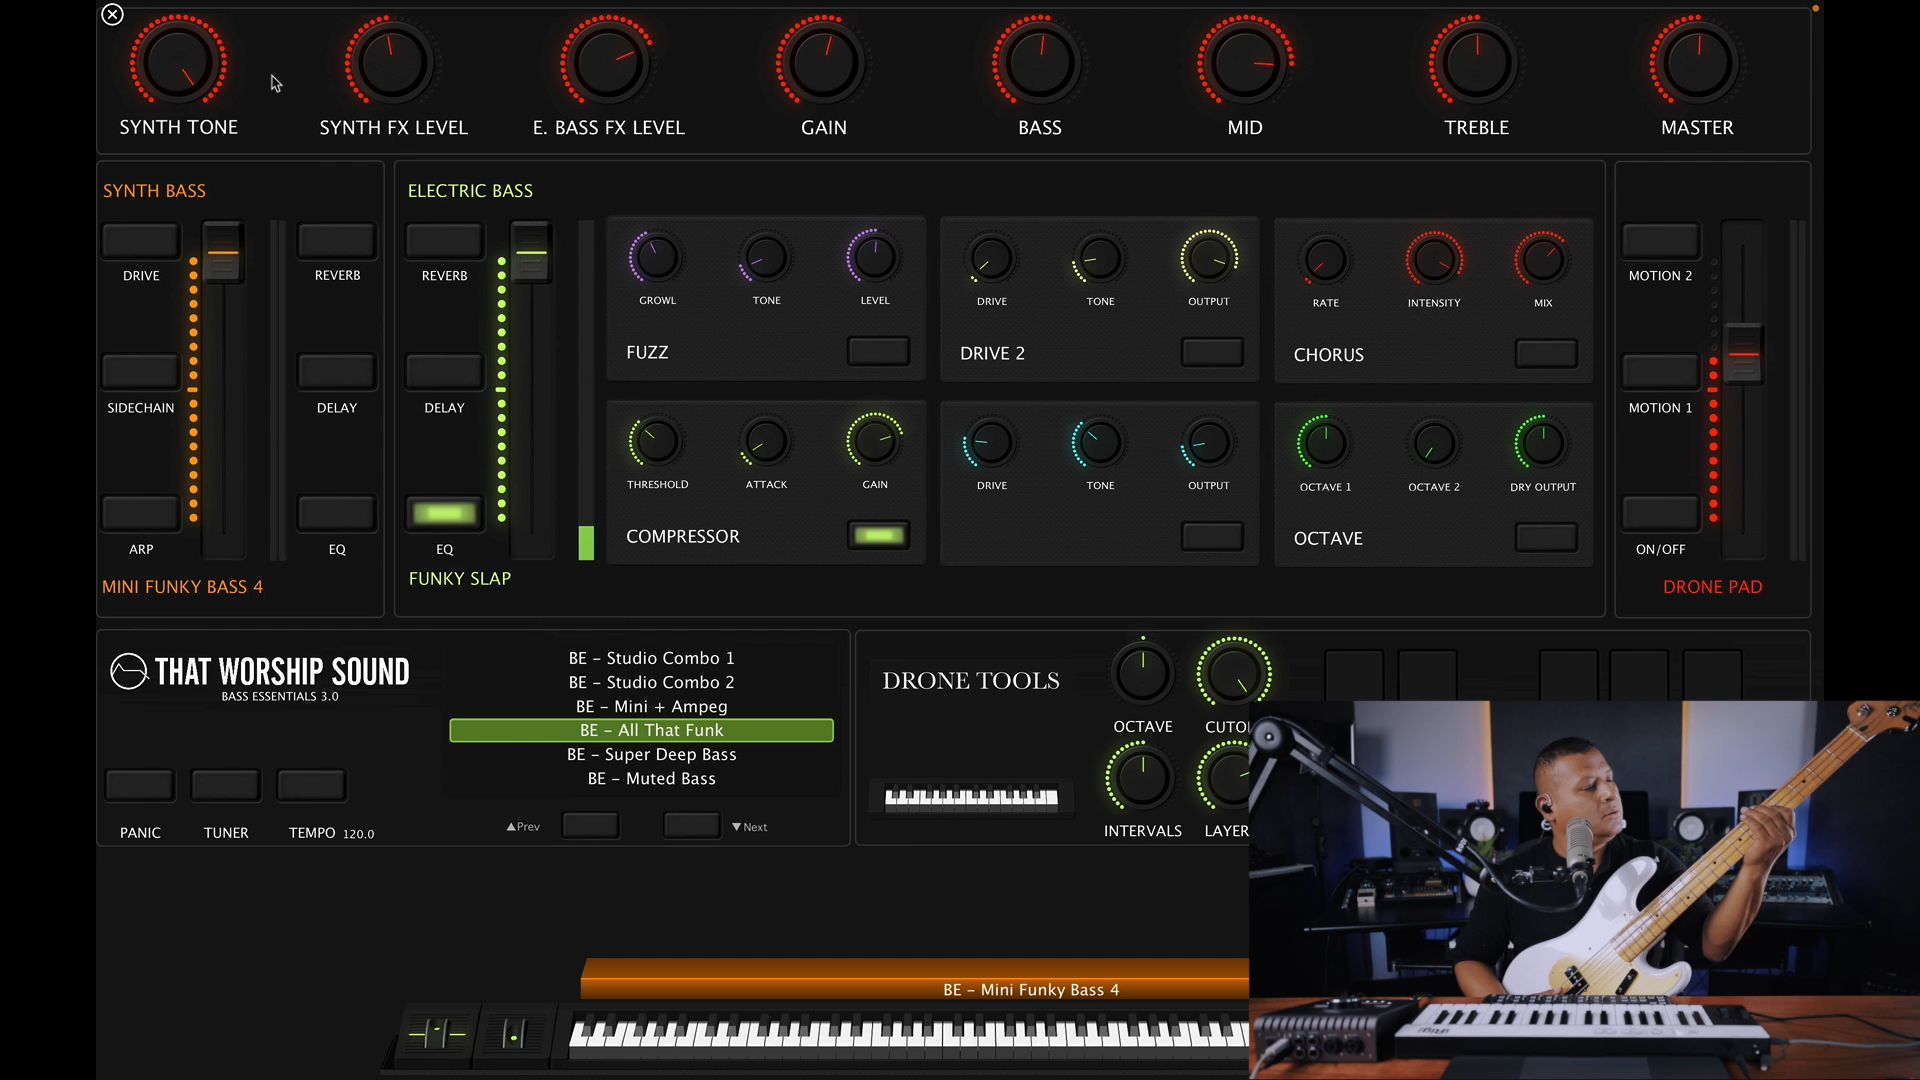 SYNTH TONE
SYNTH FX LEVEL
E. BASS FX LEVEL
GAIN
BASS
MID
TREBLE
MASTER
SYNTH BASS
DRIVE
REVERB
SIDECHAIN
DELAY
ARP
EQ
MINI FUNKY BASS 4
ELECTRIC BASS
REVERB
DELAY
EQ
FUNKY SLAP
GROWL
TONE
LEVEL
FUZZ
DRIVE
TONE
OUTPUT
DRIVE 2
RATE
INTENSITY
MIX
CHORUS
THRESHOLD
ATTACK
GAIN
COMPRESSOR
DRIVE
TONE
OUTPUT
OCTAVE 1
OCTAVE 2
DRY OUTPUT
OCTAVE
MOTION 2
MOTION 1
ON/OFF
DRONE PAD
THAT WORSHIP SOUND
BASS ESSENTIALS 3.0
PANIC
TUNER
TEMPO 120.0
BE – Studio Combo 1
BE – Studio Combo 2
BE – Mini + Ampeg
BE – All That Funk
BE – Super Deep Bass
BE – Muted Bass
▲Prev
▼Next
DRONE TOOLS
OCTAVE
CUTO
INTERVALS
LAYER
BE – Mini Funky Bass 4